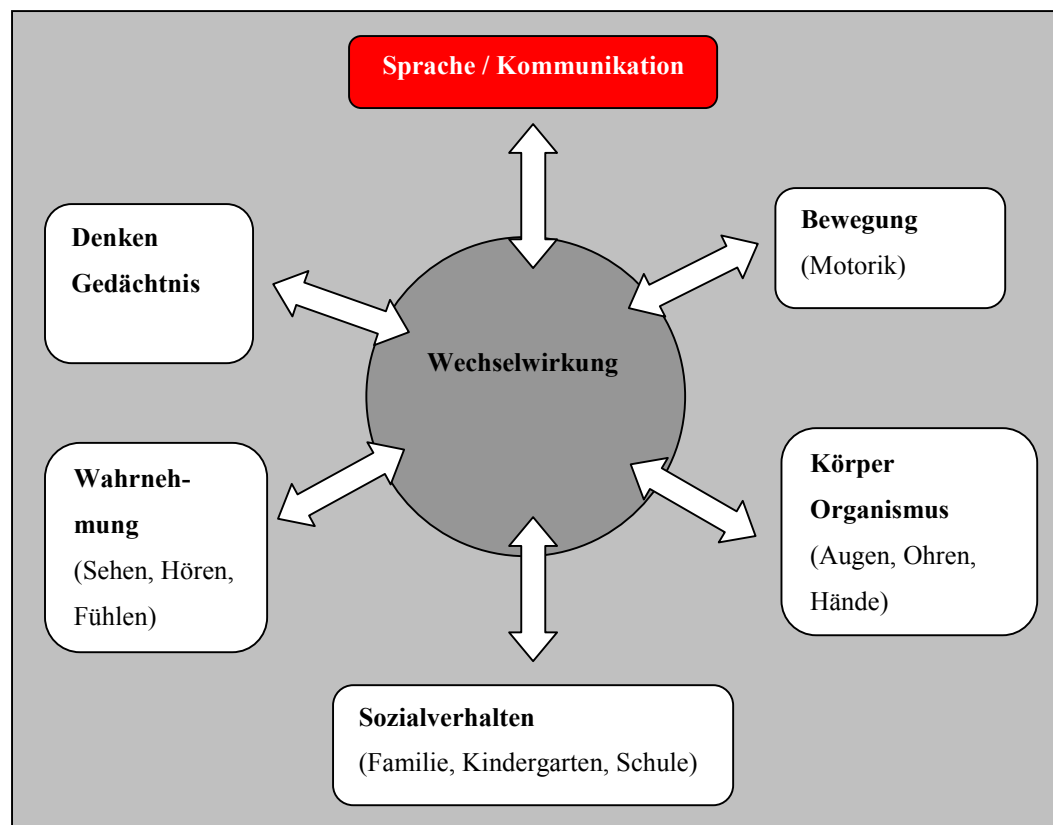 Sprache / Kommunikation
Denken
Gedächtnis
Bewegung
(Motorik)
Wechselwirkung
Wahrneh-
mung
(Sehen, Hören,
Fühlen)
Körper
Organismus
(Augen, Ohren,
Hände)
Sozialverhalten
(Familie, Kindergarten, Schule)